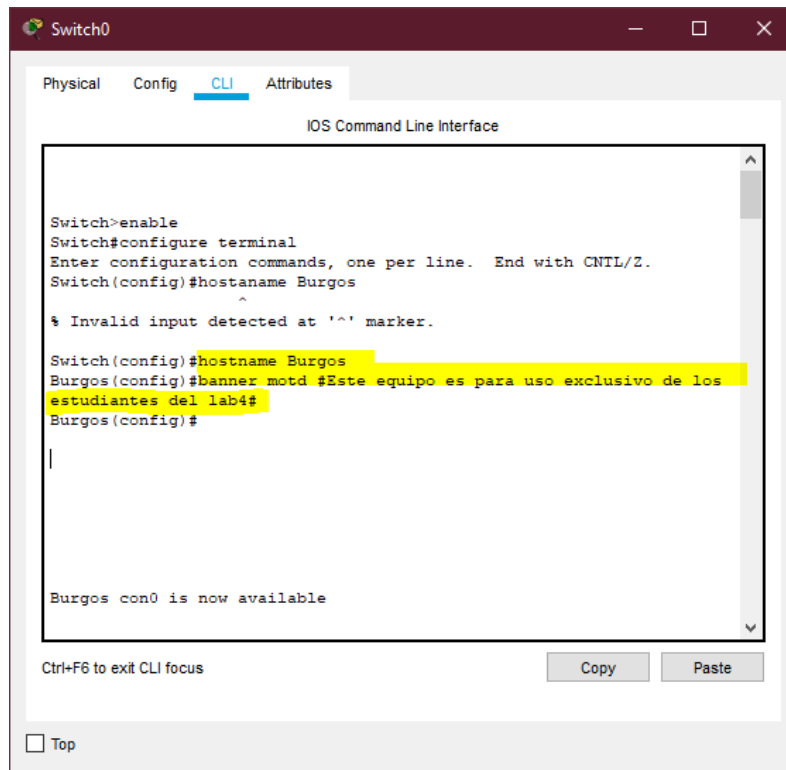 Switch0
Physical Config CLI Attributes
IOS Command Line Interface
Switch>enable
Switch#configure terminal
Enter configuration commands, one per line.  End with CNTL/Z.
Switch(config)#hostaname Burgos
^
% Invalid input detected at '^' marker.
Switch(config)#hostname Burgos
Burgos(config)#banner motd #Este equipo es para uso exclusivo de los
estudiantes del lab4#
Burgos(config)#
Burgos con0 is now available
Ctrl+F6 to exit CLI focus Copy Paste
Top